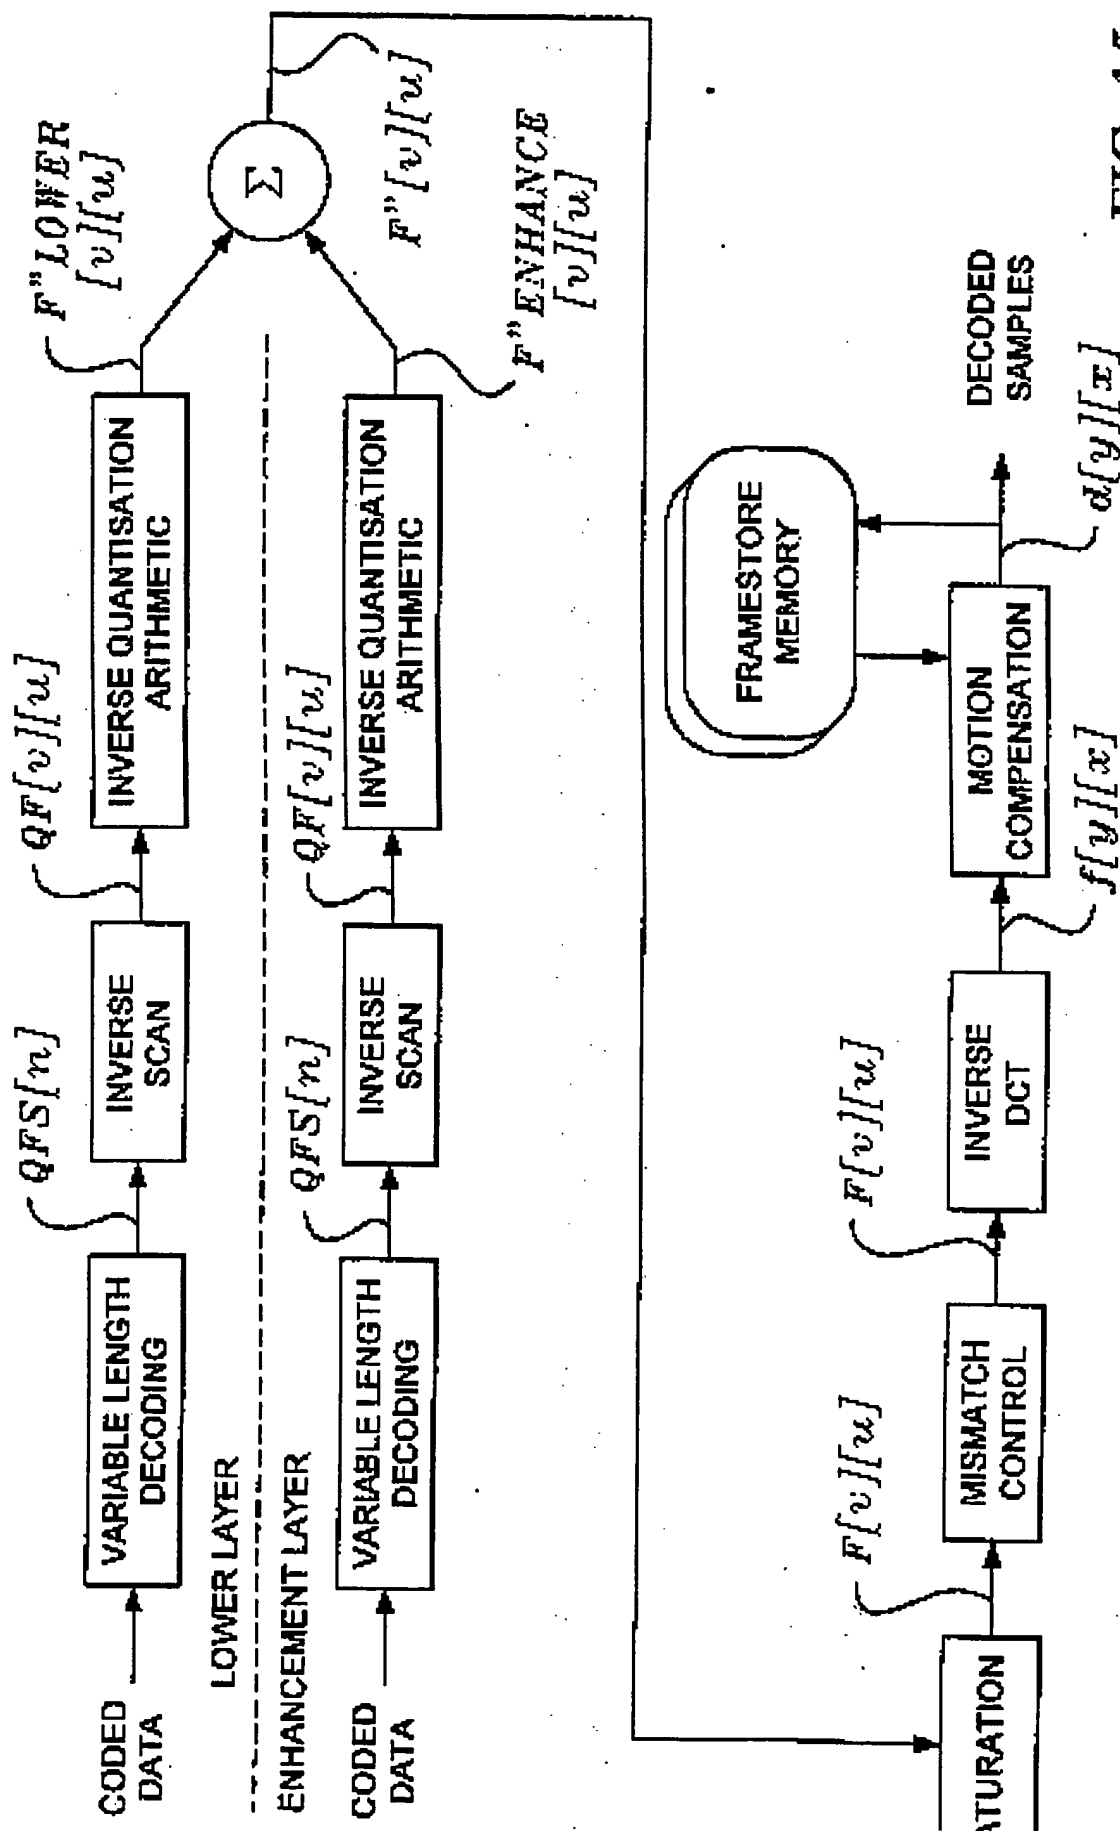 F"LOWER
[v][u]
QF[v][u]
QFS[n]
CODED
DATA
VARIABLE LENGTH
DECODING
INVERSE
SCAN
INVERSE QUANTISATION
ARITHMETIC
Σ
F"[v][u]
LOWER LAYER
ENHANCEMENT LAYER
QFS[n]
QF[v][u]
F"ENHANCE
[v][u]
CODED
DATA
VARIABLE LENGTH
DECODING
INVERSE
SCAN
INVERSE QUANTISATION
ARITHMETIC
FRAMESTORE
MEMORY
F[v][u]
F[v][u]
ATURATION
MISMATCH
CONTROL
INVERSE
DCT
MOTION
COMPENSATION
DECODED
SAMPLES
f[y][x]
d[y][x]